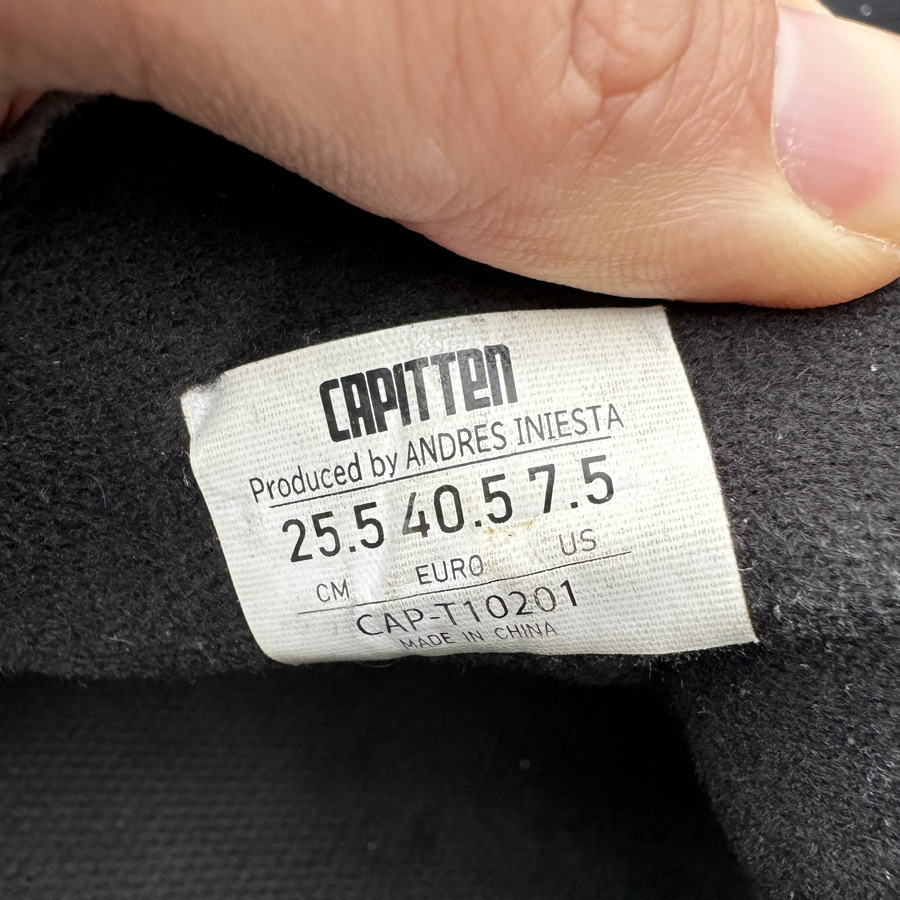 CAPITTEN
Produced by ANDRES INIESTA
25.5 40.5 7.5
CM EURO US
CAP-T10201
MADE IN CHINA